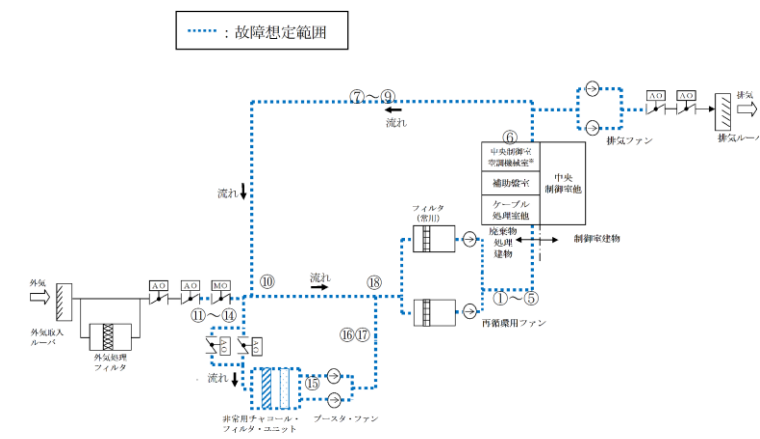 :故障想定範囲
⑦～⑨
流れ
AO
AO
排気
排気ファン
排気ルーバ
⑥
中央制御室
空調機械室※
補助盤室
ケーブル
処理室他
中央
制御室他
流れ
フィルタ
(常用)
廃棄物
処理
建物
制御室建物
外気
AO
AO
MO
⑩
流れ
⑱
①～⑤
再循環用ファン
外気取入
ルーバ
外気処理
フィルタ
⑪～⑭
AO
AO
⑯⑰
流れ
⑮
非常用チャコール・
フィルタ・ユニット
ブースタ・ファン